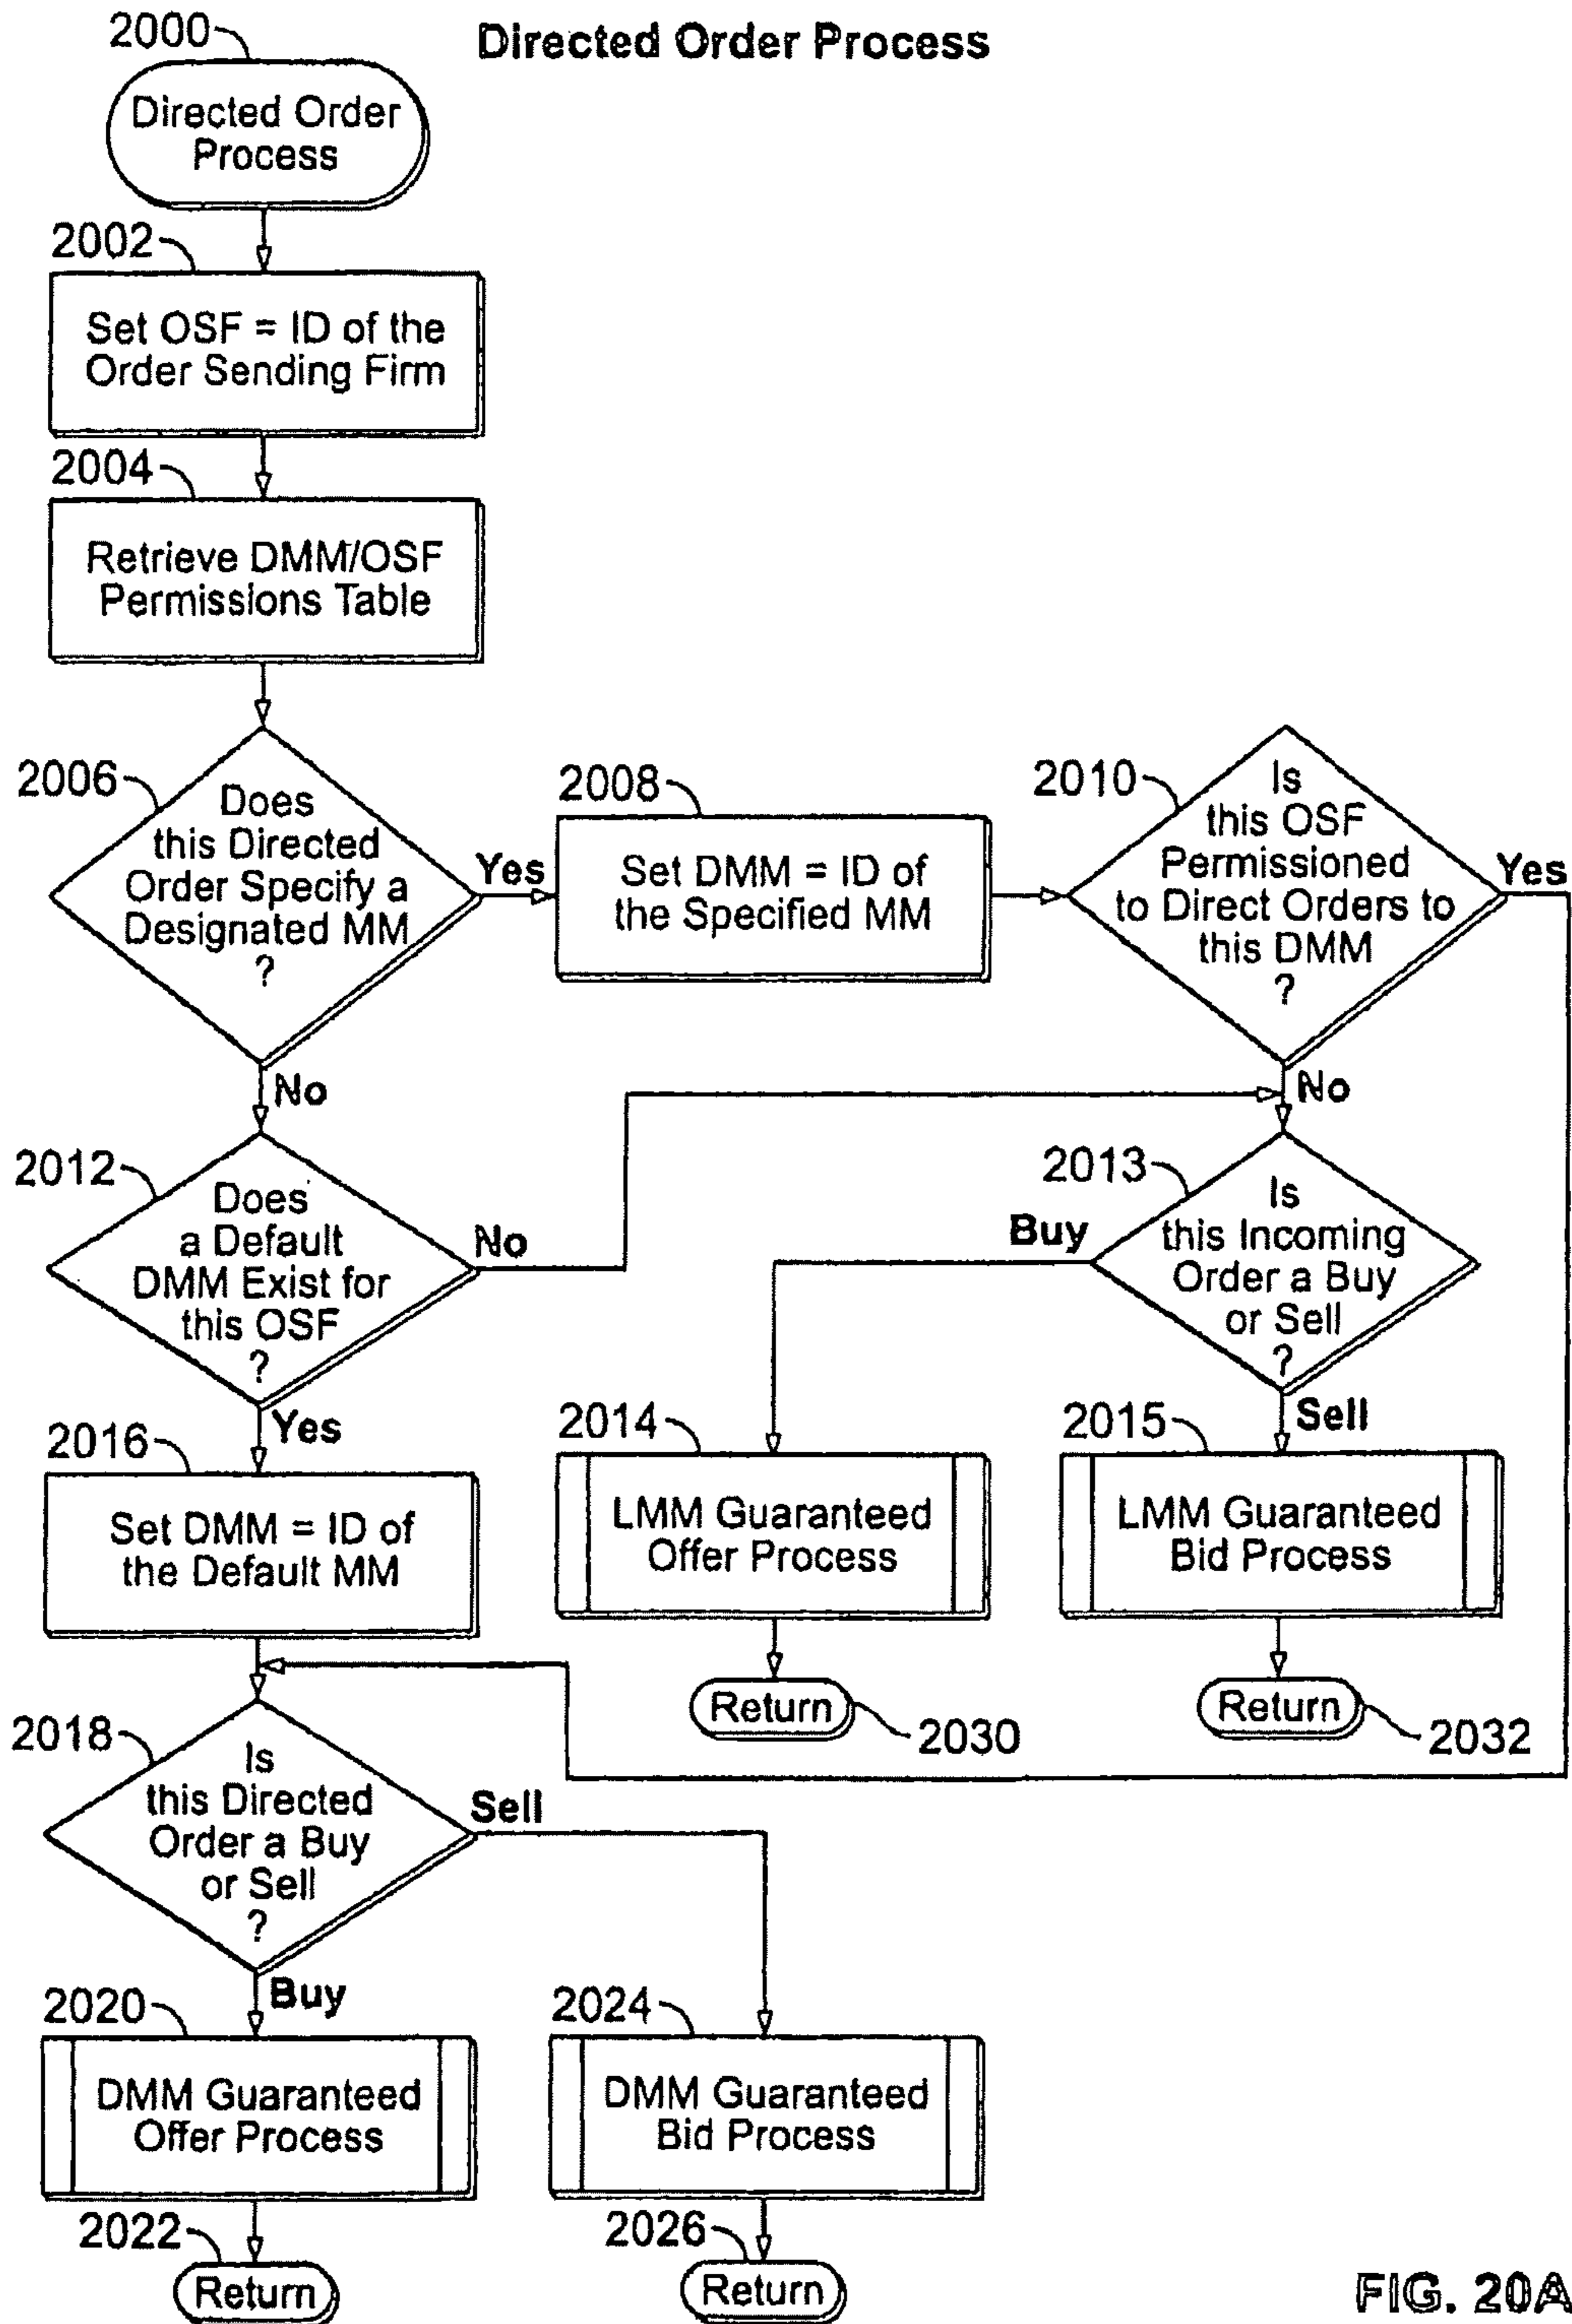 2000
Directed Order Process
Directed Order
Process
2002
Set OSF = ID of the
Order Sending Firm
2004
Retrieve DMM/OSF
Permissions Table
2006
Does
this Directed
Order Specify a
Designated MM
?
Yes
2008
Set DMM = ID of
the Specified MM
2010
Is
this OSF
Permissioned
to Direct Orders to
this DMM
?
Yes
No
No
2012
Does
a Default
DMM Exist for
this OSF
?
No
2013
Is
this Incoming
Order a Buy
or Sell
?
Buy
Sell
Yes
2016
Set DMM = ID of
the Default MM
2014
LMM Guaranteed
Offer Process
2015
LMM Guaranteed
Bid Process
Return
2030
Return
2032
2018
Is
this Directed
Order a Buy
or Sell
?
Sell
Buy
2020
DMM Guaranteed
Offer Process
2024
DMM Guaranteed
Bid Process
2022
Return
2026
Return
FIG. 20A